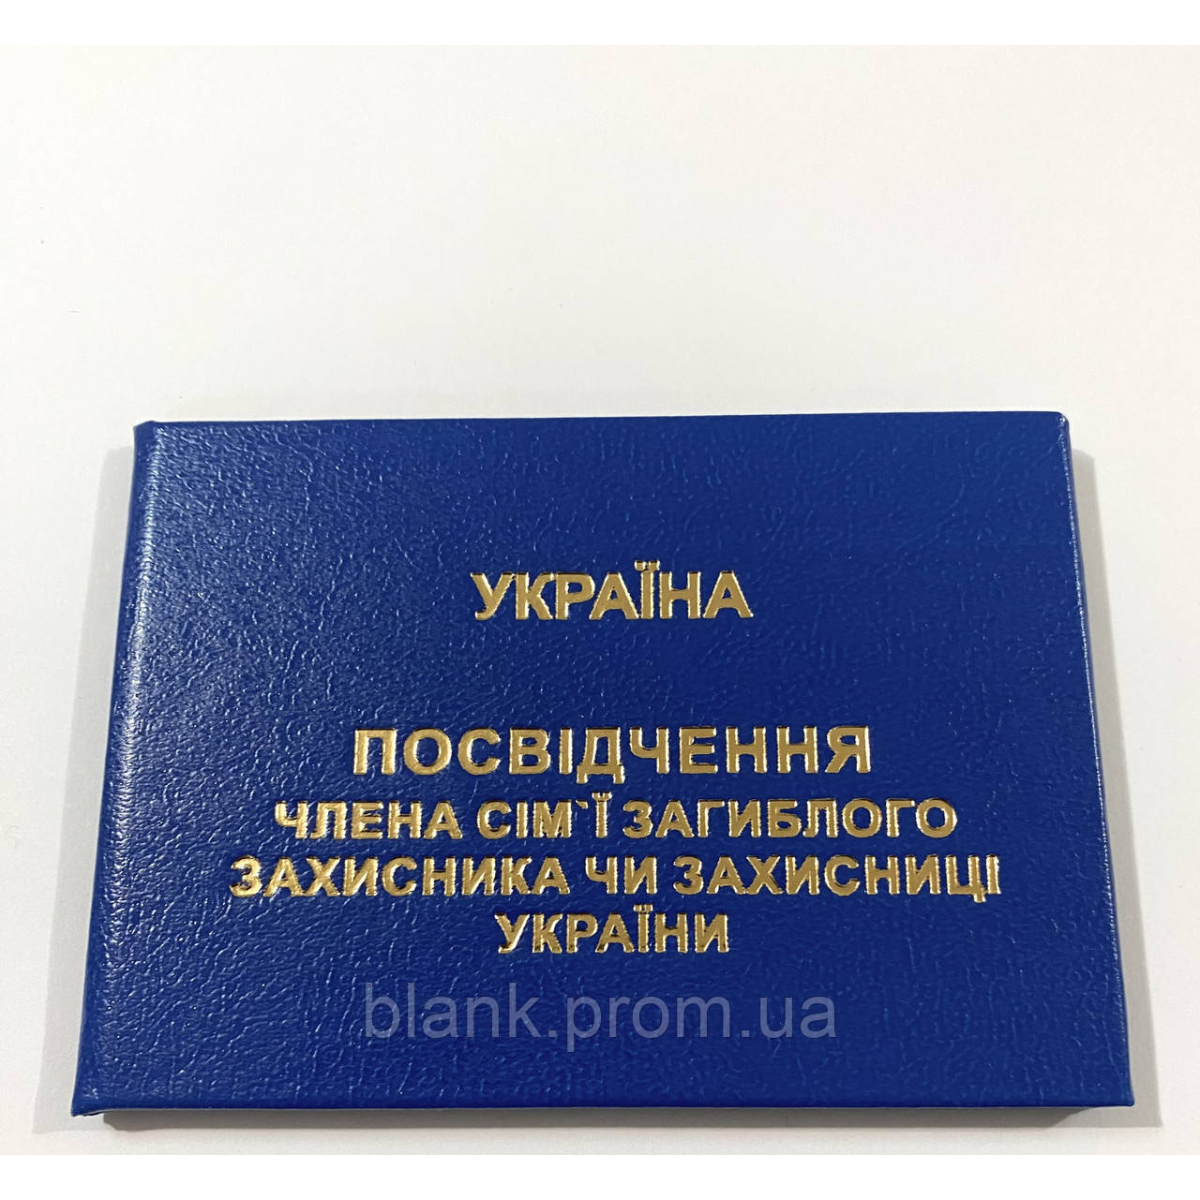 УКРАЇНА
ПОСВІДЧЕННЯ
ЧЛЕНА СІМ`Ї ЗАГИБЛОГО
ЗАХИСНИКА ЧИ ЗАХИСНИЦІ
УКРАЇНИ
blank.prom.ua